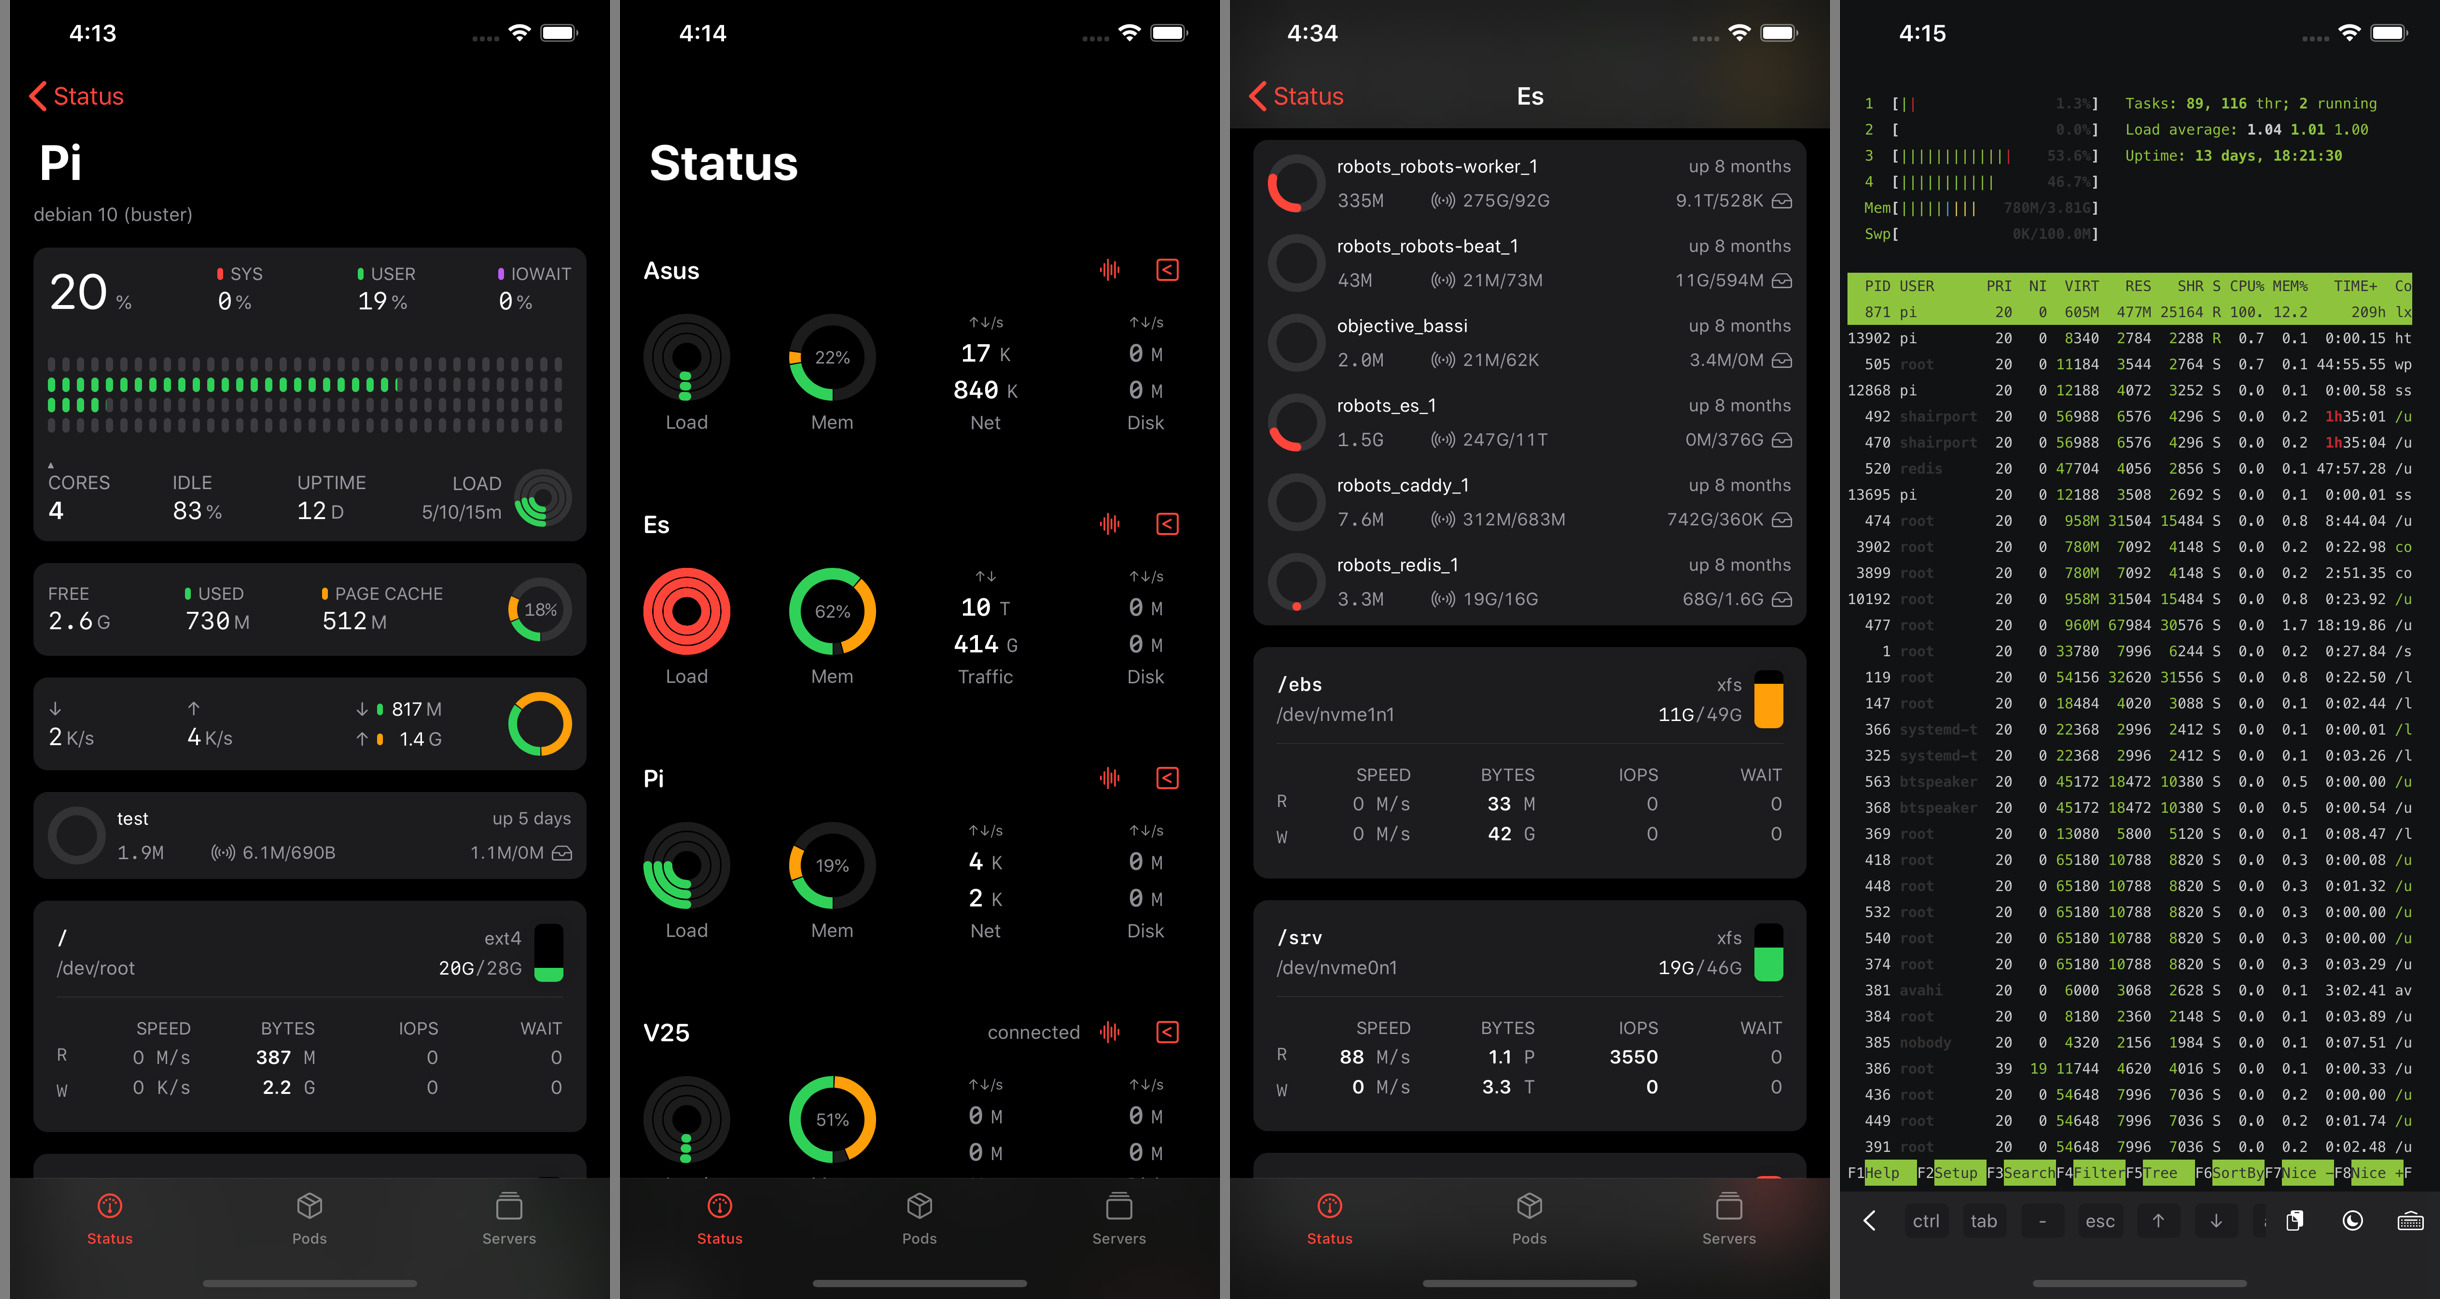 4:13
Status
Pi
debian 10 (buster)
20 %
SYS
0 %
USER
19 %
IOWAIT
0 %
CORES
4
IDLE
83 %
UPTIME
12 D
LOAD
5/10/15m
FREE
2.6 G
USED
730 M
PAGE CACHE
512 M
18%
↓
2 K/s
↑
4 K/s
↓ 817 M
↑ 1.4 G
test up 5 days
1.9M 6.1M/690B 1.1M/0M
/ ext4
/dev/root 20G/28G
SPEED BYTES IOPS WAIT
R 0 M/s 387 M 0 0
W 0 K/s 2.2 G 0 0
Status Pods Servers
4:14
Status
Asus
22%
↑↓/s ↑↓/s
17 K 0 M
840 K 0 M
Load Mem Net Disk
Es
62%
↑↓ ↑↓/s
10 T 0 M
414 G 0 M
Load Mem Traffic Disk
Pi
19%
↑↓/s ↑↓/s
4 K 0 M
2 K 0 M
Load Mem Net Disk
V25 connected
51%
↑↓/s ↑↓/s
0 M 0 M
0 M 0 M
Status Pods Servers
4:34
Status Es
robots_robots-worker_1 up 8 months
335M 275G/92G 9.1T/528K
robots_robots-beat_1 up 8 months
43M 21M/73M 11G/594M
objective_bassi up 8 months
2.0M 21M/62K 3.4M/0M
robots_es_1 up 8 months
1.5G 247G/11T 0M/376G
robots_caddy_1 up 8 months
7.6M 312M/683M 742G/360K
robots_redis_1 up 8 months
3.3M 19G/16G 68G/1.6G
/ebs xfs
/dev/nvme1n1 11G/49G
SPEED BYTES IOPS WAIT
R 0 M/s 33 M 0 0
W 0 M/s 42 G 0 0
/srv xfs
/dev/nvme0n1 19G/46G
SPEED BYTES IOPS WAIT
R 88 M/s 1.1 P 3550 0
W 0 M/s 3.3 T 0 0
Status Pods Servers
4:15
1 [|| 1.3%] Tasks: 89, 116 thr; 2 running
2 [ 0.0%] Load average: 1.04 1.01 1.00
3 [||||||||||||| 53.6%] Uptime: 13 days, 18:21:30
4 [||||||||||| 46.7%]
Mem[||||||||| 780M/3.81G]
Swp[ 0K/100.0M]
PID USER PRI NI VIRT RES SHR S CPU% MEM% TIME+ Co
871 pi 20 0 605M 477M 25164 R 100. 12.2 209h lx
13902 pi 20 0 8340 2784 2288 R 0.7 0.1 0:00.15 ht
505 root 20 0 11184 3544 2764 S 0.7 0.1 44:55.55 wp
12868 pi 20 0 12188 4072 3252 S 0.0 0.1 0:00.58 ss
492 shairport 20 0 56988 6576 4296 S 0.0 0.2 1h35:01 /u
470 shairport 20 0 56988 6576 4296 S 0.0 0.2 1h35:04 /u
520 redis 20 0 47704 4056 2856 S 0.0 0.1 47:57.28 /u
13695 pi 20 0 12188 3508 2692 S 0.0 0.1 0:00.01 ss
474 root 20 0 958M 31504 15484 S 0.0 0.8 8:44.04 /u
3902 root 20 0 780M 7092 4148 S 0.0 0.2 0:22.98 co
3899 root 20 0 780M 7092 4148 S 0.0 0.2 2:51.35 co
10192 root 20 0 958M 31504 15484 S 0.0 0.8 0:23.92 /u
477 root 20 0 960M 67984 30576 S 0.0 1.7 18:19.86 /u
1 root 20 0 33780 7996 6244 S 0.0 0.2 0:27.84 /s
119 root 20 0 54156 32620 31556 S 0.0 0.8 0:22.50 /l
147 root 20 0 18484 4020 3088 S 0.0 0.1 0:02.44 /l
366 systemd-t 20 0 22368 2996 2412 S 0.0 0.1 0:00.01 /l
325 systemd-t 20 0 22368 2996 2412 S 0.0 0.1 0:03.26 /l
563 btspeaker 20 0 45172 18472 10380 S 0.0 0.5 0:00.00 /u
368 btspeaker 20 0 45172 18472 10380 S 0.0 0.5 0:00.54 /u
369 root 20 0 13080 5800 5120 S 0.0 0.1 0:08.47 /l
418 root 20 0 65180 10788 8820 S 0.0 0.3 0:00.08 /u
448 root 20 0 65180 10788 8820 S 0.0 0.3 0:01.32 /u
532 root 20 0 65180 10788 8820 S 0.0 0.3 0:00.00 /u
540 root 20 0 65180 10788 8820 S 0.0 0.3 0:00.00 /u
374 root 20 0 65180 10788 8820 S 0.0 0.3 0:03.29 /u
381 avahi 20 0 6000 3068 2628 S 0.0 0.1 3:02.41 av
384 root 20 0 8180 2360 2148 S 0.0 0.1 0:03.89 /u
385 nobody 20 0 4320 2156 1984 S 0.0 0.1 0:07.51 /u
386 root 39 19 11744 4620 4016 S 0.0 0.1 0:00.33 /u
436 root 20 0 54648 7996 7036 S 0.0 0.2 0:00.00 /u
449 root 20 0 54648 7996 7036 S 0.0 0.2 0:01.74 /u
391 root 20 0 54648 7996 7036 S 0.0 0.2 0:02.48 /u
F1Help F2Setup F3SearchF4FilterF5Tree F6SortByF7Nice -F8Nice +F
ctrl tab - esc ↑ ↓